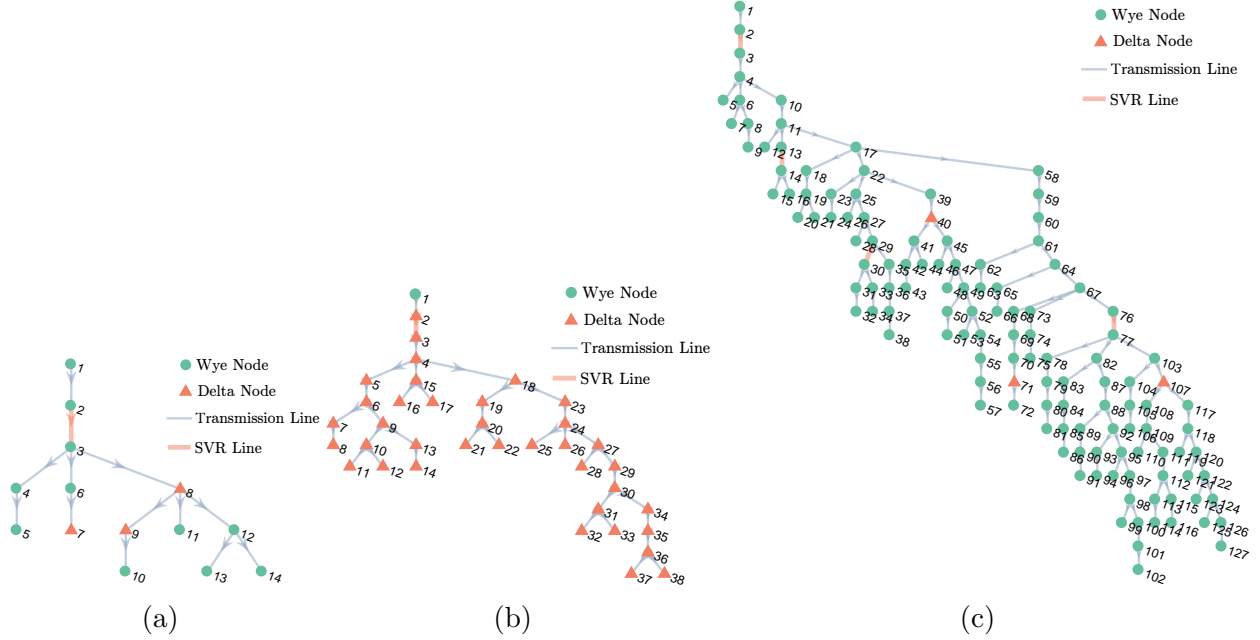 1
2
3
4 6 8
5 7 9 11 12
10 13 14
Wye Node
Delta Node
Transmission Line
SVR Line
(a)
1
2
3
4
5 15 18
6 16 17 19 23
7 9 20 24
8 10 13 21 22 25 26 27
11 12 14 28 29
30
31 34
32 33 35
36
37 38
Wye Node
Delta Node
Transmission Line
SVR Line
(b)
1
2
3
4
5 6 10
7 8 11
9 12 13 17
14 18 22 58
15 16 19 23 25 39 59
20 21 24 26 27 40 60
28 29 41 45 61
30 35 42 44 46 47 62 64
31 33 36 43 48 49 63 65 67
32 34 37 50 52 66 68 73 76
38 51 53 54 69 74 77
55 70 75 78 82 103
56 71 79 83 87 104 107
57 72 80 84 88 105 108 117
81 85 89 92 106 109 118
86 90 93 95 110 111 119 120
91 94 96 97 112 121 122
98 113 115 123 124
99 100 114 116 125 126
101 127
102
Wye Node
Delta Node
Transmission Line
SVR Line
(c)